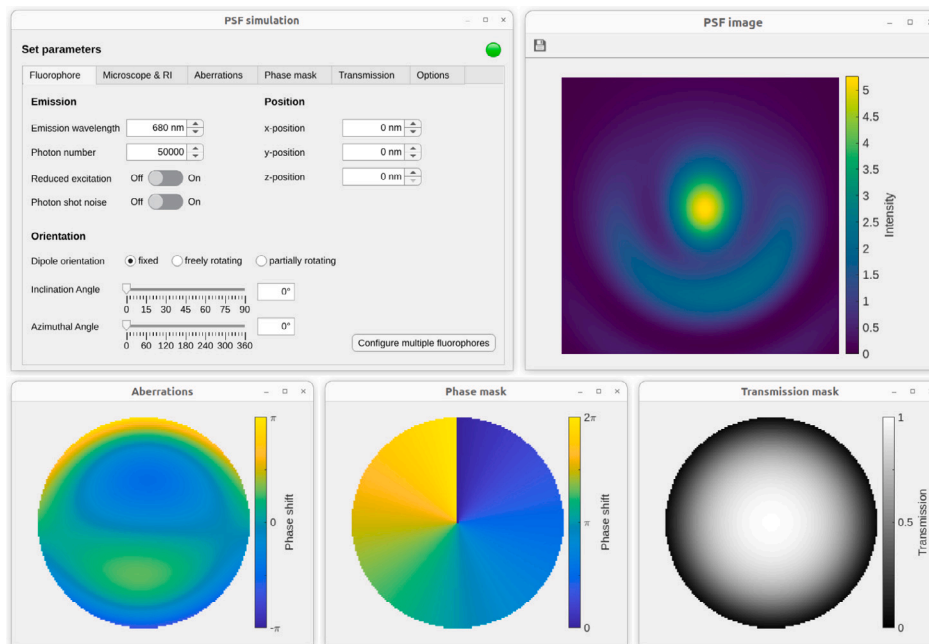 PSF simulation
Set parameters
Fluorophore Microscope & RI Aberrations Phase mask Transmission Options
Emission Position
Emission wavelength 680 nm x-position 0 nm
Photon number 50000 y-position 0 nm
Reduced excitation Off On z-position 0 nm
Photon shot noise Off On
Orientation
Dipole orientation fixed freely rotating partially rotating
Inclination Angle 0°
0 15 30 45 60 75 90
Azimuthal Angle 0°
0 60 120 180 240 300 360
Configure multiple fluorophores
PSF image
5
4.5
4
3.5
3
2.5
2
1.5
1
0.5
0
Intensity
Aberrations
π
0
-π
Phase shift
Phase mask
2π
π
0
Phase shift
Transmission mask
1
0.5
0
Transmission